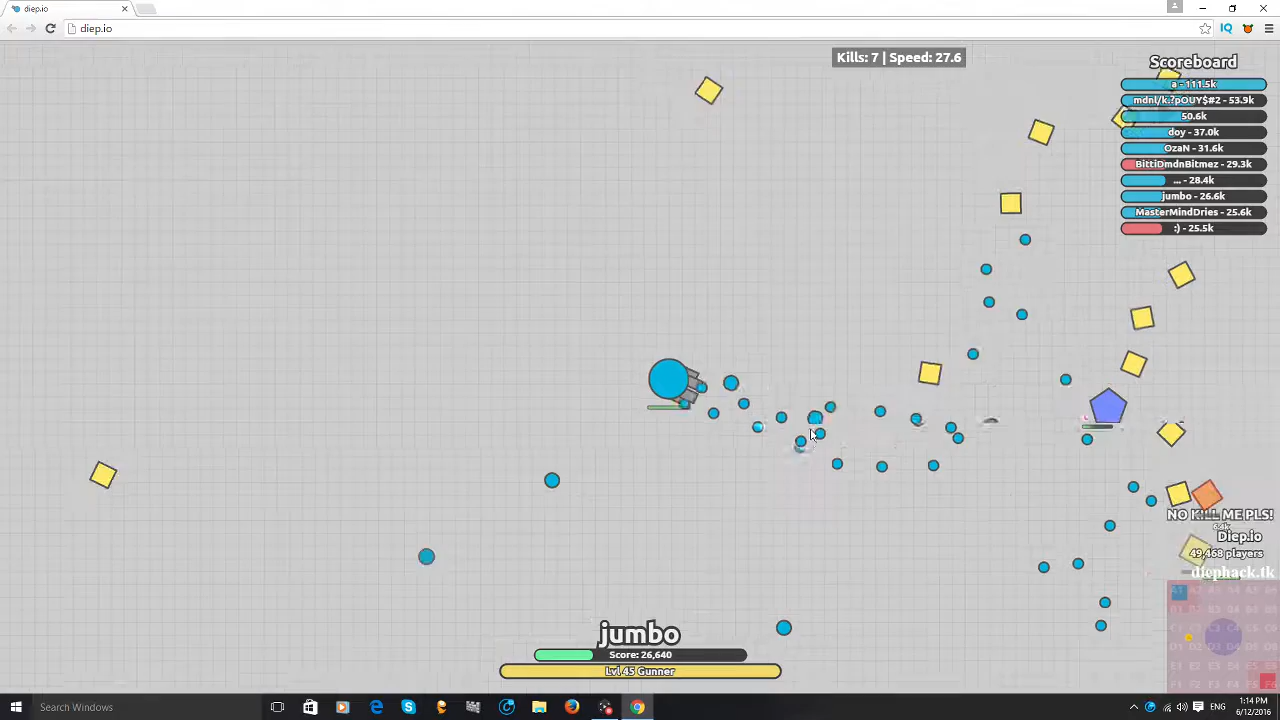 diep.io
diep.io
Kills: 7 | Speed: 27.6
Scoreboard
a - 111.5k
mdnl/k.?pOUY$#2 - 53.9k
50.6k
doy - 37.0k
OzaN - 31.6k
BittiDmdnBitmez - 29.3k
... - 28.4k
jumbo - 26.6k
MasterMindDries - 25.6k
:) - 25.5k
NO KILL ME PLS!
Diep.io
49,468 players
diephack.tk
jumbo
Score: 26,640
Lvl 45 Gunner
Search Windows
ENG
1:14 PM
6/12/2016